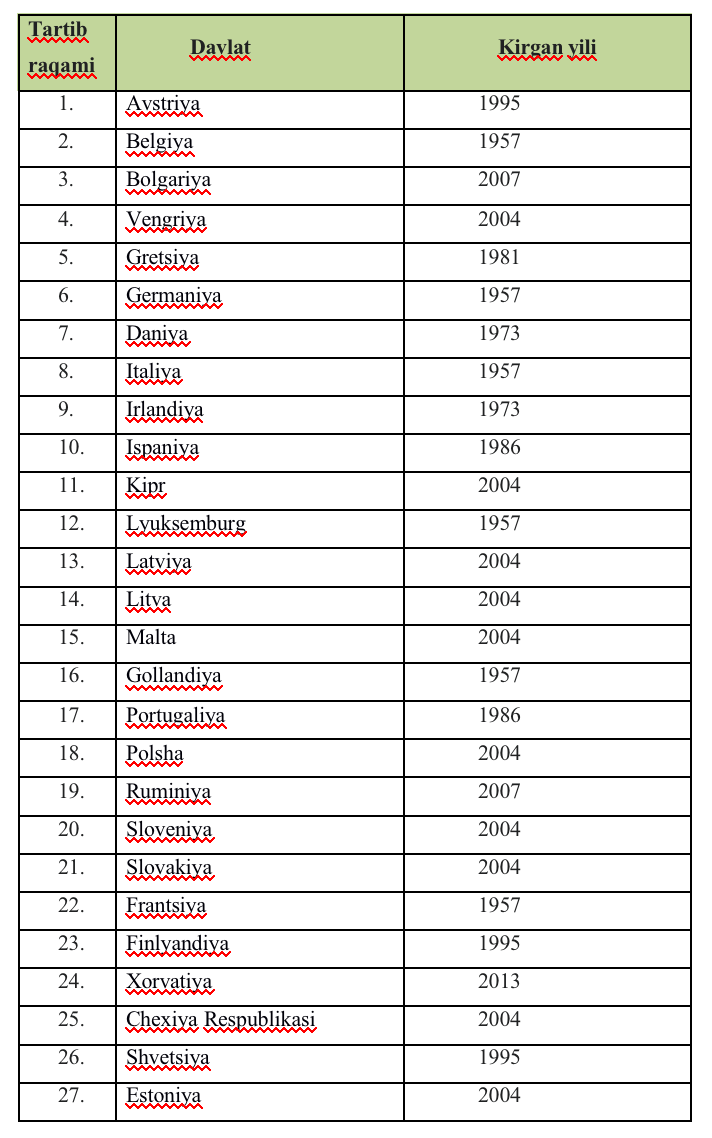 Tartib raqami Davlat Kirgan yili
1. Avstriya 1995
2. Belgiya 1957
3. Bolgariya 2007
4. Vengriya 2004
5. Gretsiya 1981
6. Germaniya 1957
7. Daniya 1973
8. Italiya 1957
9. Irlandiya 1973
10. Ispaniya 1986
11. Kipr 2004
12. Lyuksemburg 1957
13. Latviya 2004
14. Litva 2004
15. Malta 2004
16. Gollandiya 1957
17. Portugaliya 1986
18. Polsha 2004
19. Ruminiya 2007
20. Sloveniya 2004
21. Slovakiya 2004
22. Frantsiya 1957
23. Finlyandiya 1995
24. Xorvatiya 2013
25. Chexiya Respublikasi 2004
26. Shvetsiya 1995
27. Estoniya 2004